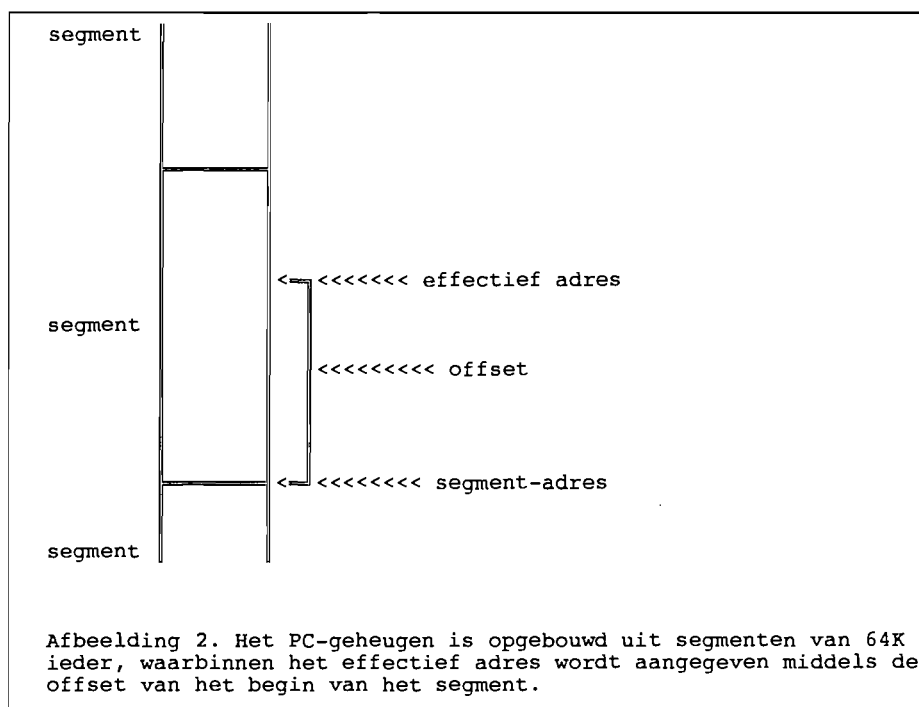 segment
<- <<<<<<< effectief adres
segment
<<<<<<<<< offset
<- <<<<<<<< segment-adres
segment
Afbeelding 2. Het PC-geheugen is opgebouwd uit segmenten van 64K
ieder, waarbinnen het effectief adres wordt aangegeven middels de
offset van het begin van het segment.